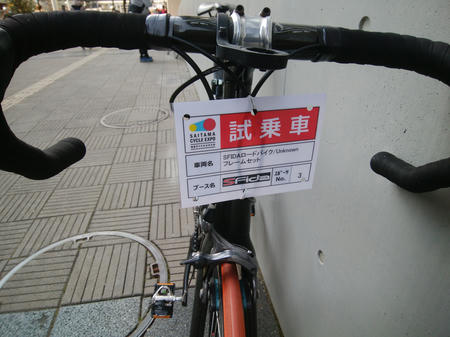 SAITAMA
CYCLE EXPO
試乗車
車両名
SFIDAロードバイク/Unknown
フレームセット
ブース名
SFida
No. 3